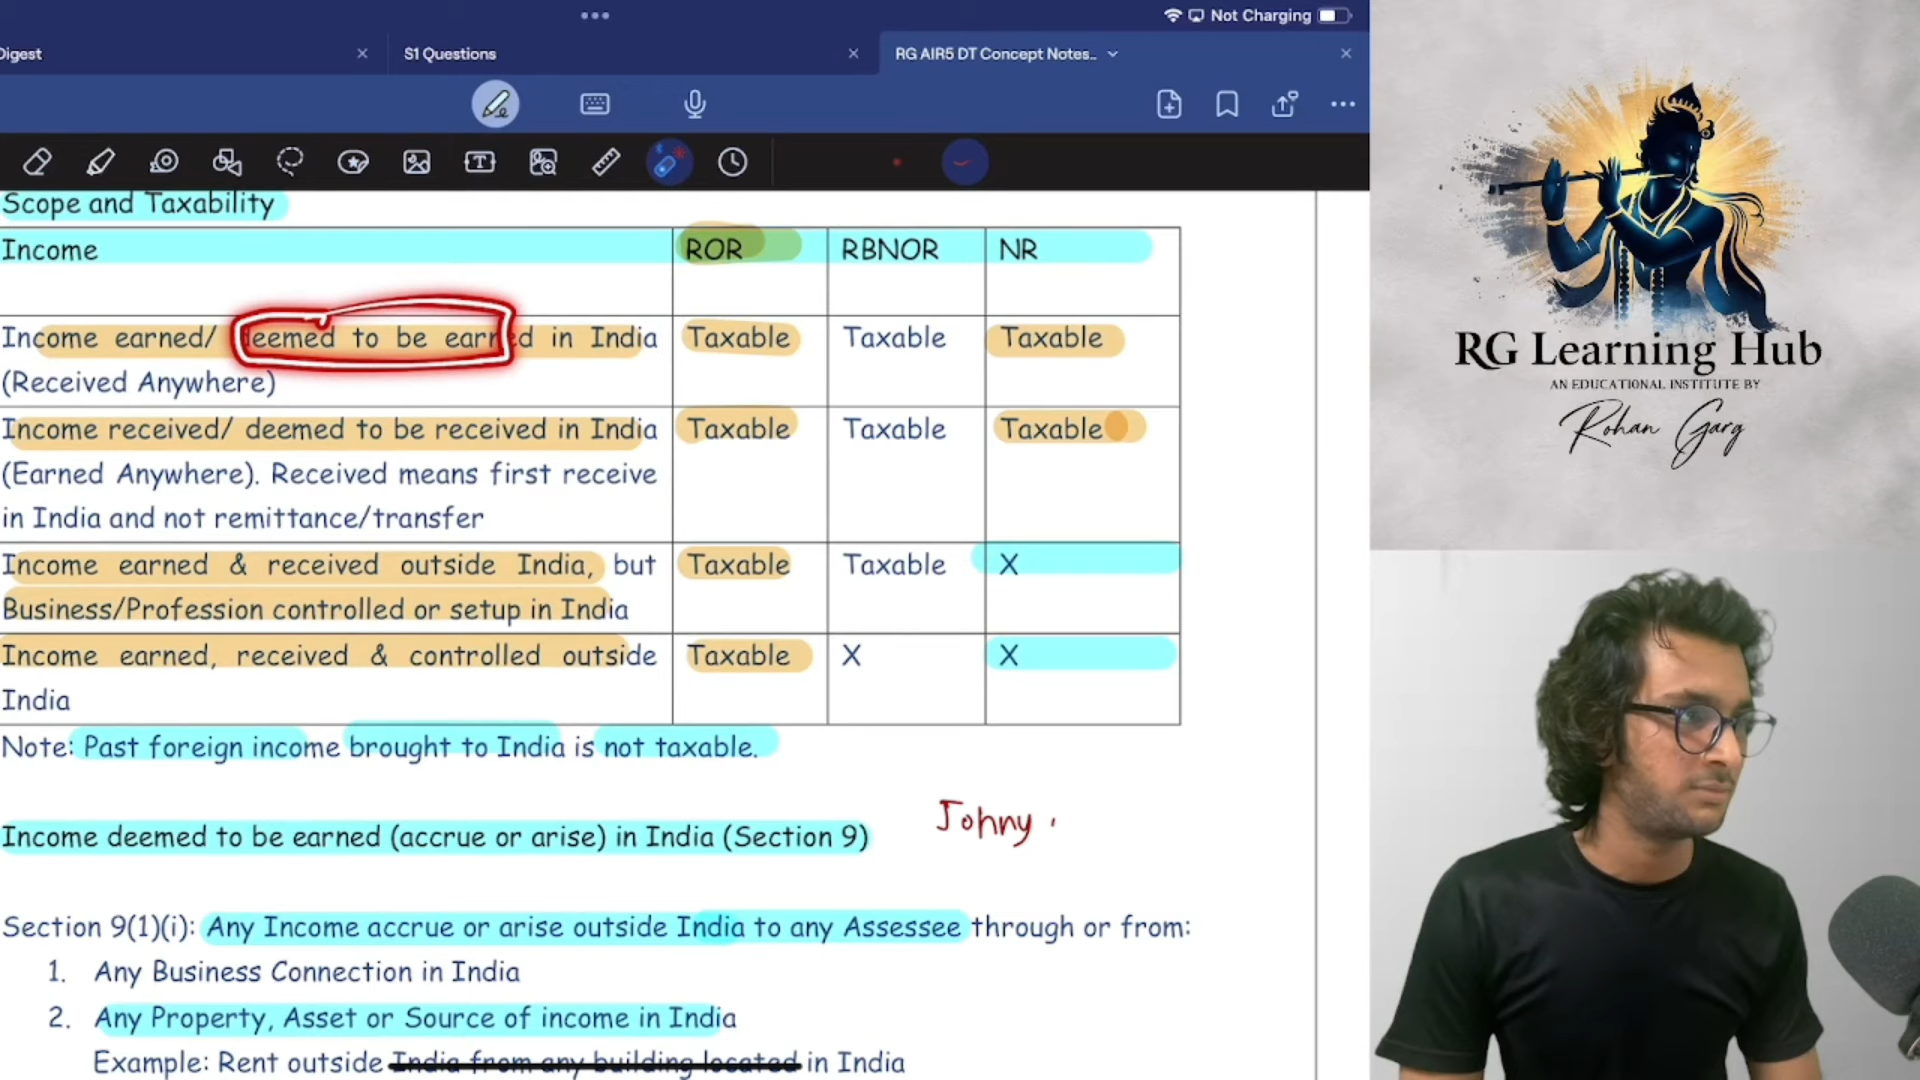 Not Charging
Digest
S1 Questions
RG AIR5 DT Concept Notes..
Scope and Taxability
Income ROR RBNOR NR
Income earned/ deemed to be earned in India Taxable Taxable Taxable
(Received Anywhere)
Income received/ deemed to be received in India Taxable Taxable Taxable
(Earned Anywhere). Received means first receive
in India and not remittance/transfer
Income earned & received outside India, but Taxable Taxable X
Business/Profession controlled or setup in India
Income earned, received & controlled outside Taxable X X
India
Note: Past foreign income brought to India is not taxable.
Johny
Income deemed to be earned (accrue or arise) in India (Section 9)
Section 9(1)(i): Any Income accrue or arise outside India to any Assessee through or from:
1. Any Business Connection in India
2. Any Property, Asset or Source of income in India
Example: Rent outside India from any building located in India
RG Learning Hub
AN EDUCATIONAL INSTITUTE BY
Rohan Garg